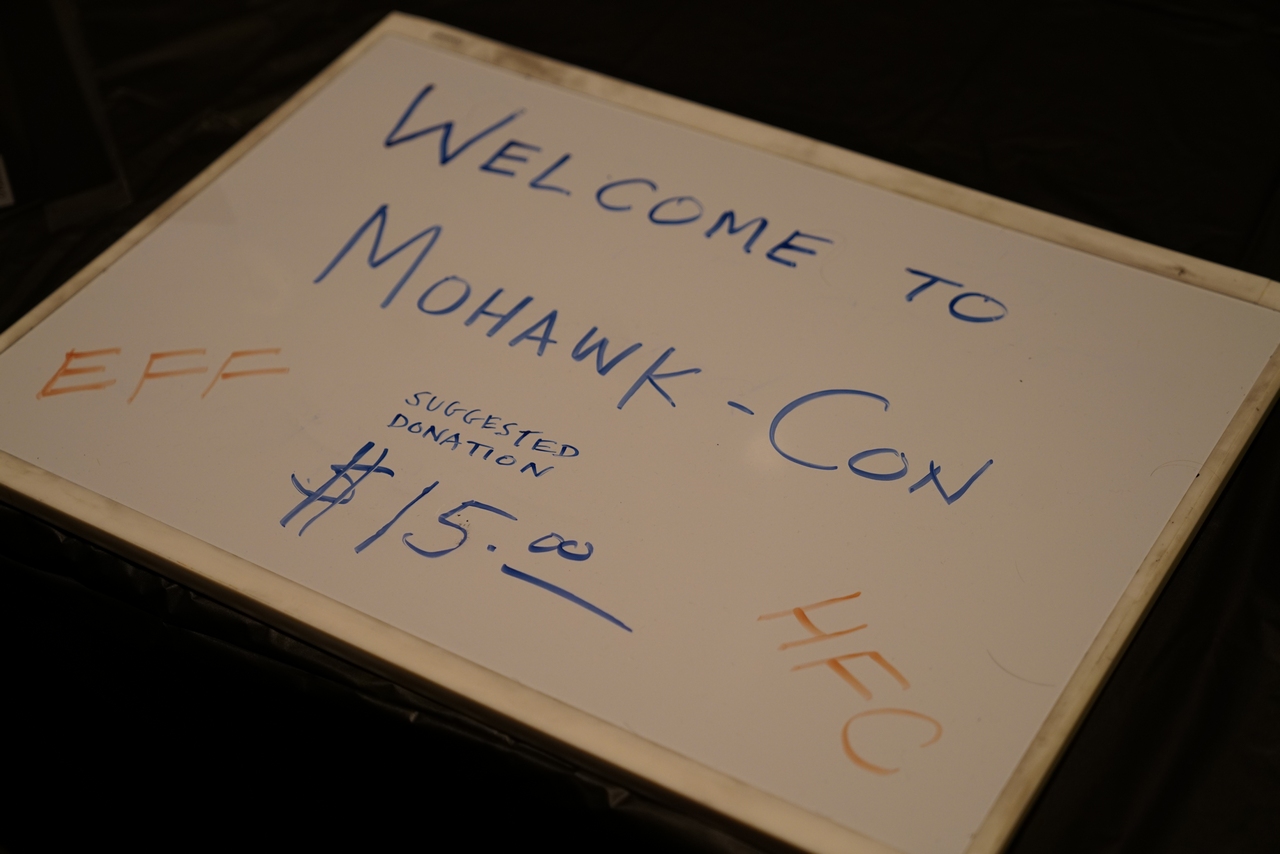 WELCOME TO
MOHAWK-CON
EFF
SUGGESTED
DONATION
$15.00
HFC